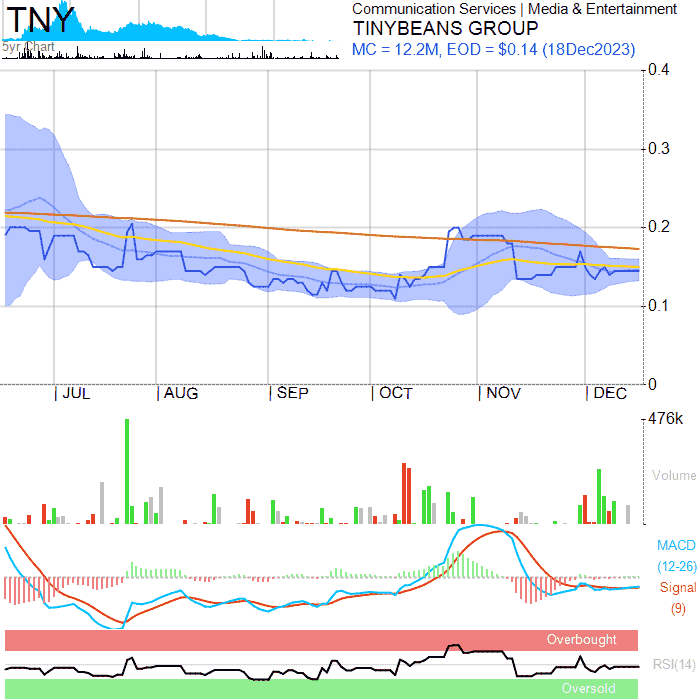 TNY
5yr Chart
Communication Services | Media & Entertainment
TINYBEANS GROUP
MC = 12.2M, EOD = $0.14 (18Dec2023)
0.4
0.3
0.2
0.1
0
JUL AUG SEP OCT NOV DEC
476k
Volume
MACD
(12-26)
Signal
(9)
Overbought
RSI(14)
Oversold